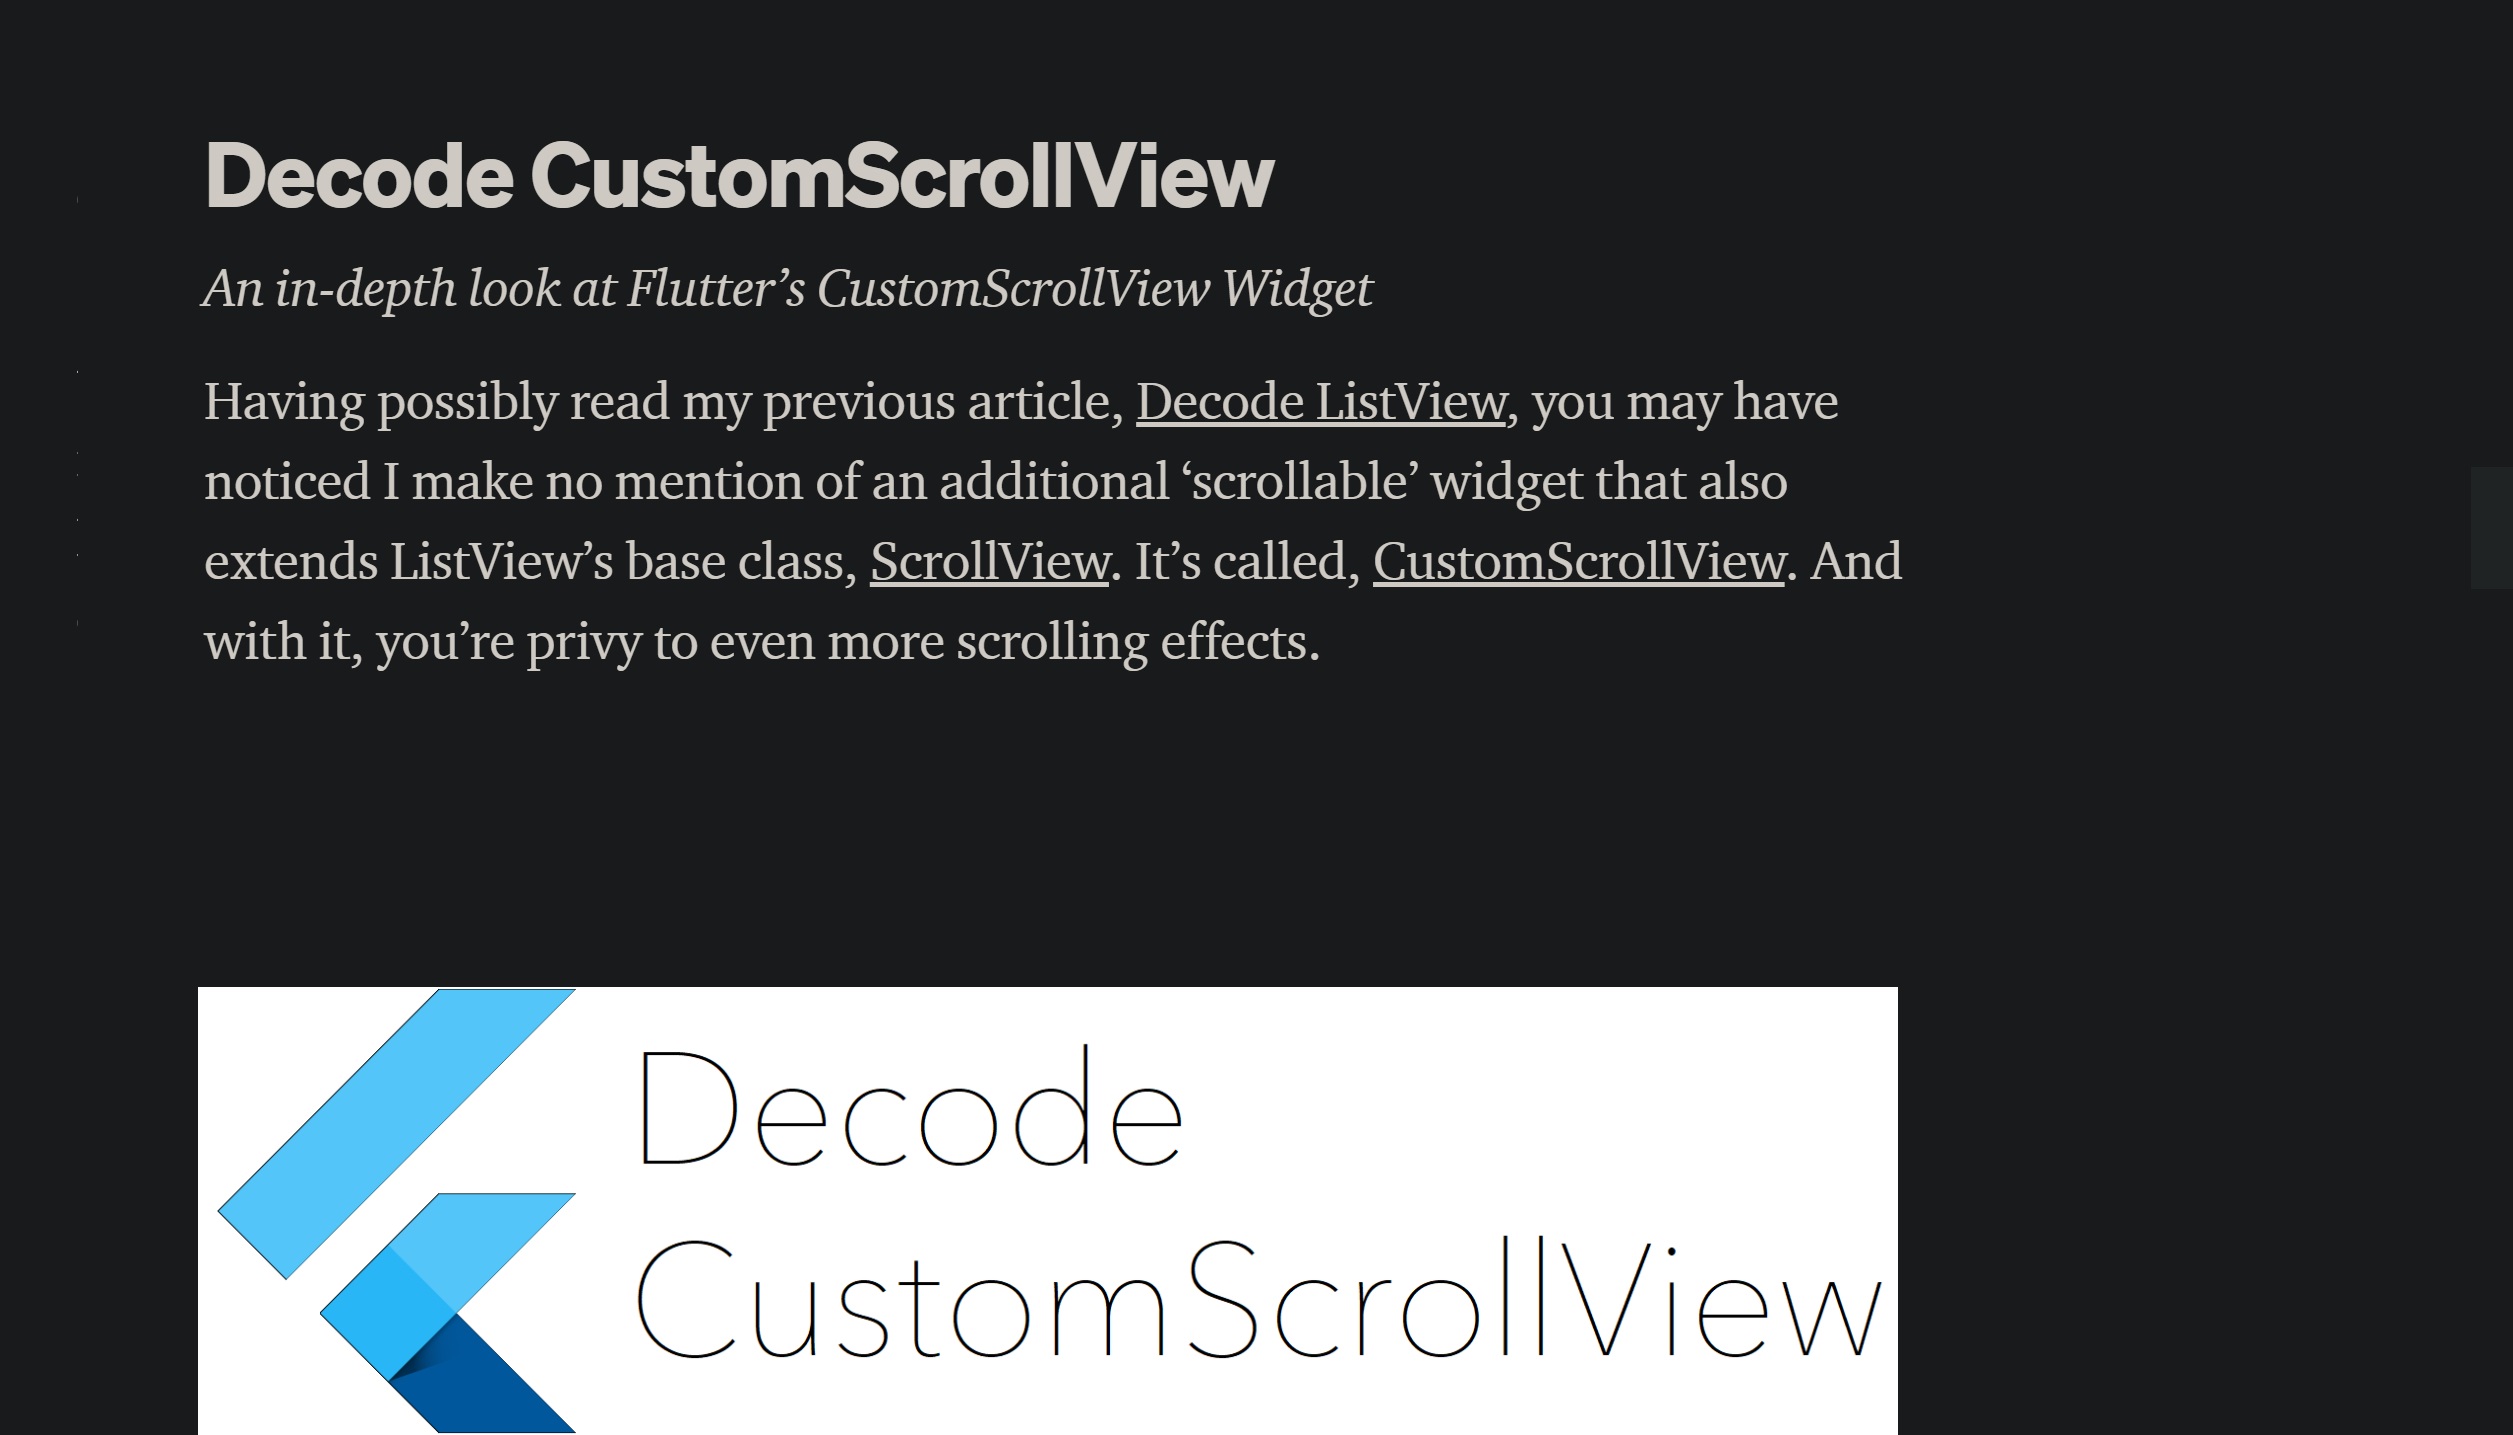 Decode CustomScrollView
An in-depth look at Flutter’s CustomScrollView Widget
Having possibly read my previous article, Decode ListView, you may have
noticed I make no mention of an additional ‘scrollable’ widget that also
extends ListView’s base class, ScrollView. It’s called, CustomScrollView. And
with it, you’re privy to even more scrolling effects.
Decode
CustomScrollView